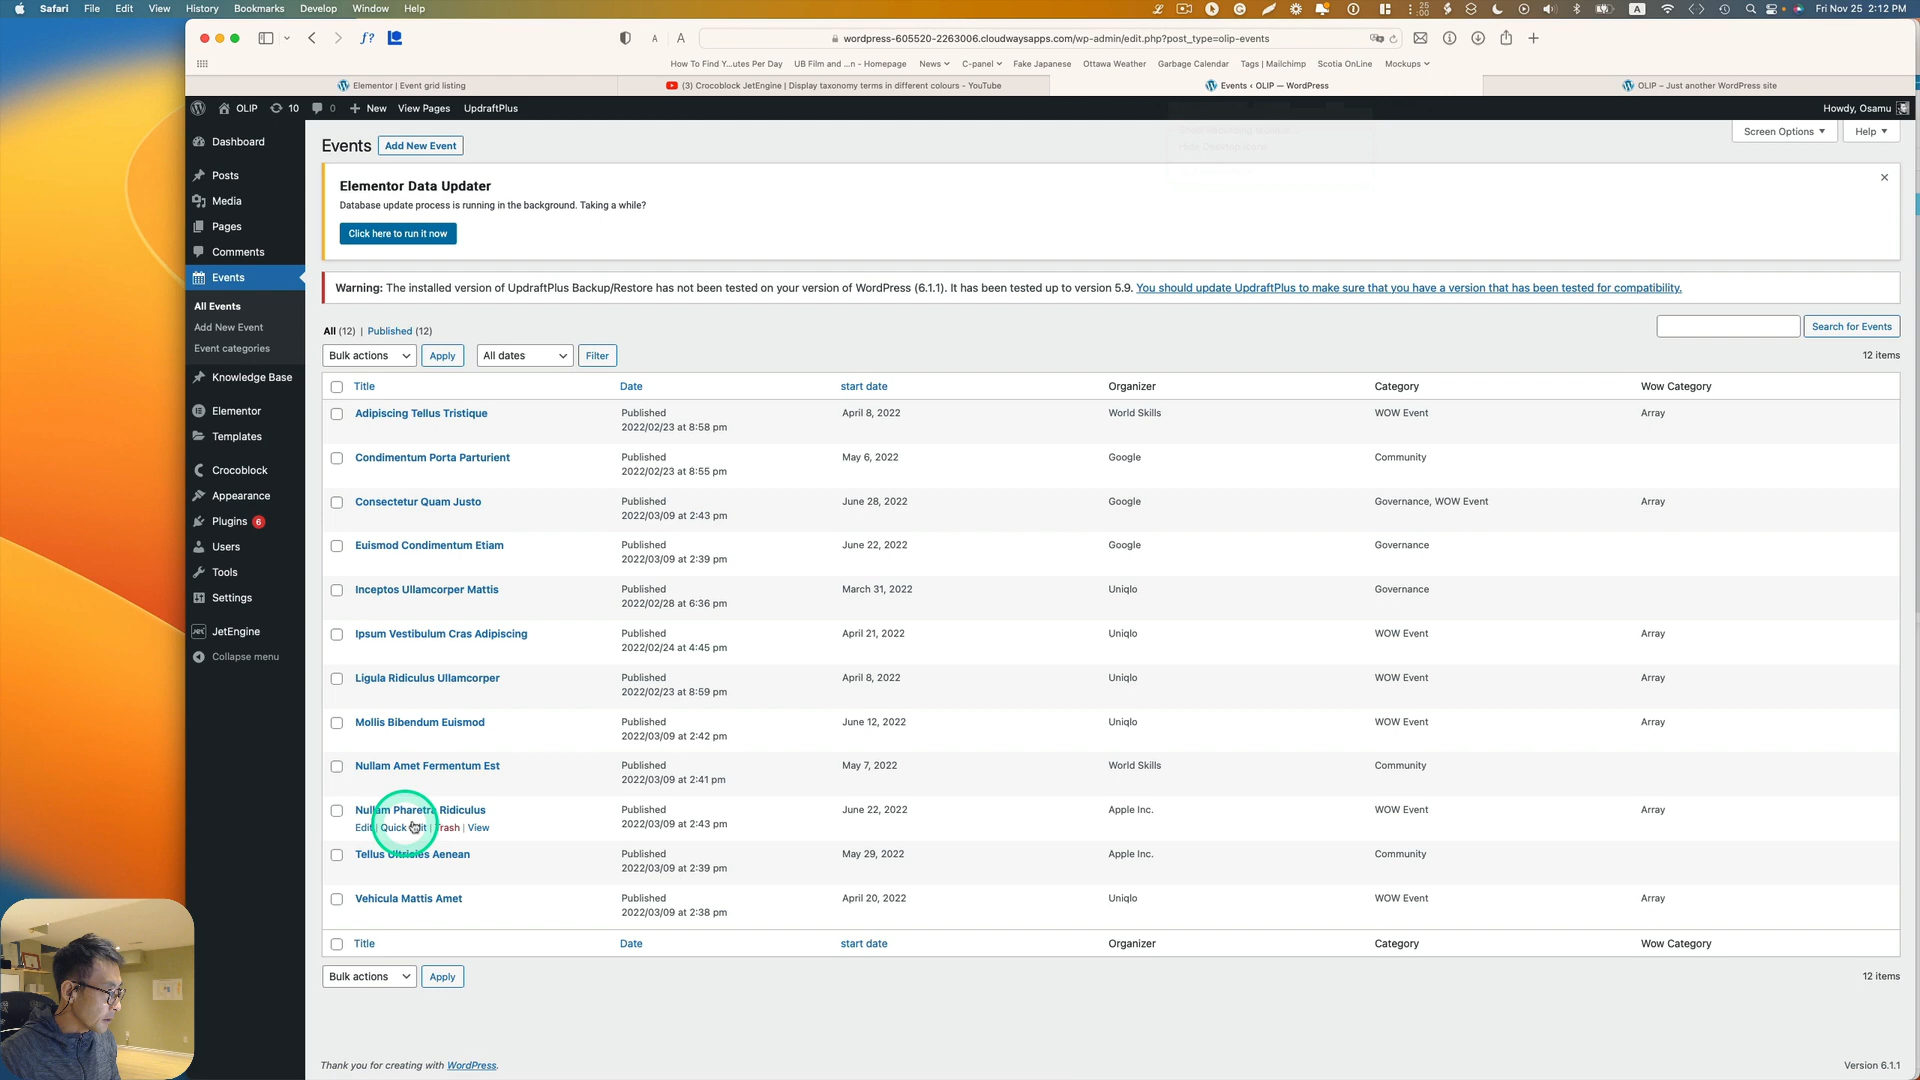 Safari File Edit View History Bookmarks Develop Window Help
25 :00
A
Fri Nov 25 2:12 PM
A A wordpress-605520-2263006.cloudwaysapps.com/wp-admin/edit.php?post_type=olip-events
How To Find Y...utes Per Day UB Film and ...n - Homepage News C-panel Fake Japanese Ottawa Weather Garbage Calendar Tags | Mailchimp Scotia OnLine Mockups
Elementor | Event grid listing
(3) Crocoblock JetEngine | Display taxonomy terms in different colours - YouTube
Events ‹ OLIP — WordPress
OLIP – Just another WordPress site
OLIP 10 0 New View Pages UpdraftPlus
Howdy, Osamu
Dashboard
Posts
Media
Pages
Comments
Events
All Events
Add New Event
Event categories
Knowledge Base
Elementor
Templates
Crocoblock
Appearance
Plugins 6
Users
Tools
Settings
JetEngine
Collapse menu
Screen Options Help
Events Add New Event
Elementor Data Updater
Database update process is running in the background. Taking a while?
Click here to run it now
Warning: The installed version of UpdraftPlus Backup/Restore has not been tested on your version of WordPress (6.1.1). It has been tested up to version 5.9. You should update UpdraftPlus to make sure that you have a version that has been tested for compatibility.
All (12) | Published (12)
Search for Events
Bulk actions Apply All dates Filter
12 items
Title Date start date Organizer Category Wow Category
Adipiscing Tellus Tristique Published April 8, 2022 World Skills WOW Event Array
2022/02/23 at 8:58 pm
Condimentum Porta Parturient Published May 6, 2022 Google Community
2022/02/23 at 8:55 pm
Consectetur Quam Justo Published June 28, 2022 Google Governance, WOW Event Array
2022/03/09 at 2:43 pm
Euismod Condimentum Etiam Published June 22, 2022 Google Governance
2022/03/09 at 2:39 pm
Inceptos Ullamcorper Mattis Published March 31, 2022 Uniqlo Governance
2022/02/28 at 6:36 pm
Ipsum Vestibulum Cras Adipiscing Published April 21, 2022 Uniqlo WOW Event Array
2022/02/24 at 4:45 pm
Ligula Ridiculus Ullamcorper Published April 8, 2022 Uniqlo WOW Event Array
2022/02/23 at 8:59 pm
Mollis Bibendum Euismod Published June 12, 2022 Uniqlo WOW Event Array
2022/03/09 at 2:42 pm
Nullam Amet Fermentum Est Published May 7, 2022 World Skills Community
2022/03/09 at 2:41 pm
Nullam Pharetra Ridiculus Published June 22, 2022 Apple Inc. WOW Event Array
Edit | Quick Edit | Trash | View 2022/03/09 at 2:43 pm
Tellus Ultricies Aenean Published May 29, 2022 Apple Inc. Community
2022/03/09 at 2:39 pm
Vehicula Mattis Amet Published April 20, 2022 Uniqlo WOW Event Array
2022/03/09 at 2:38 pm
Title Date start date Organizer Category Wow Category
Bulk actions Apply
12 items
Thank you for creating with WordPress.
Version 6.1.1